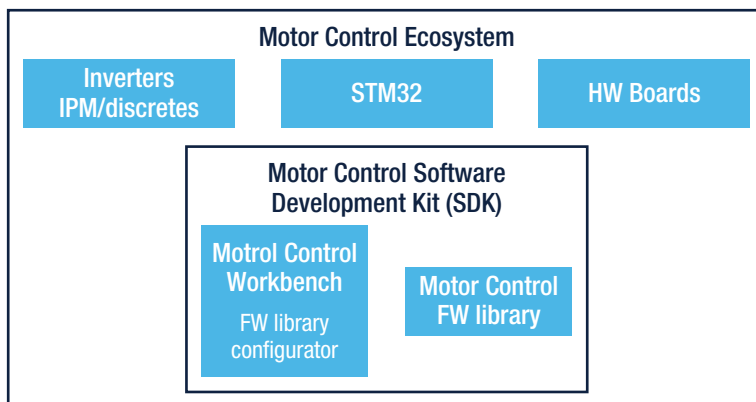 Motor Control Ecosystem
Inverters
IPM/discretes
STM32
HW Boards
Motor Control Software
Development Kit (SDK)
Motrol Control
Workbench
FW library
configurator
Motor Control
FW library